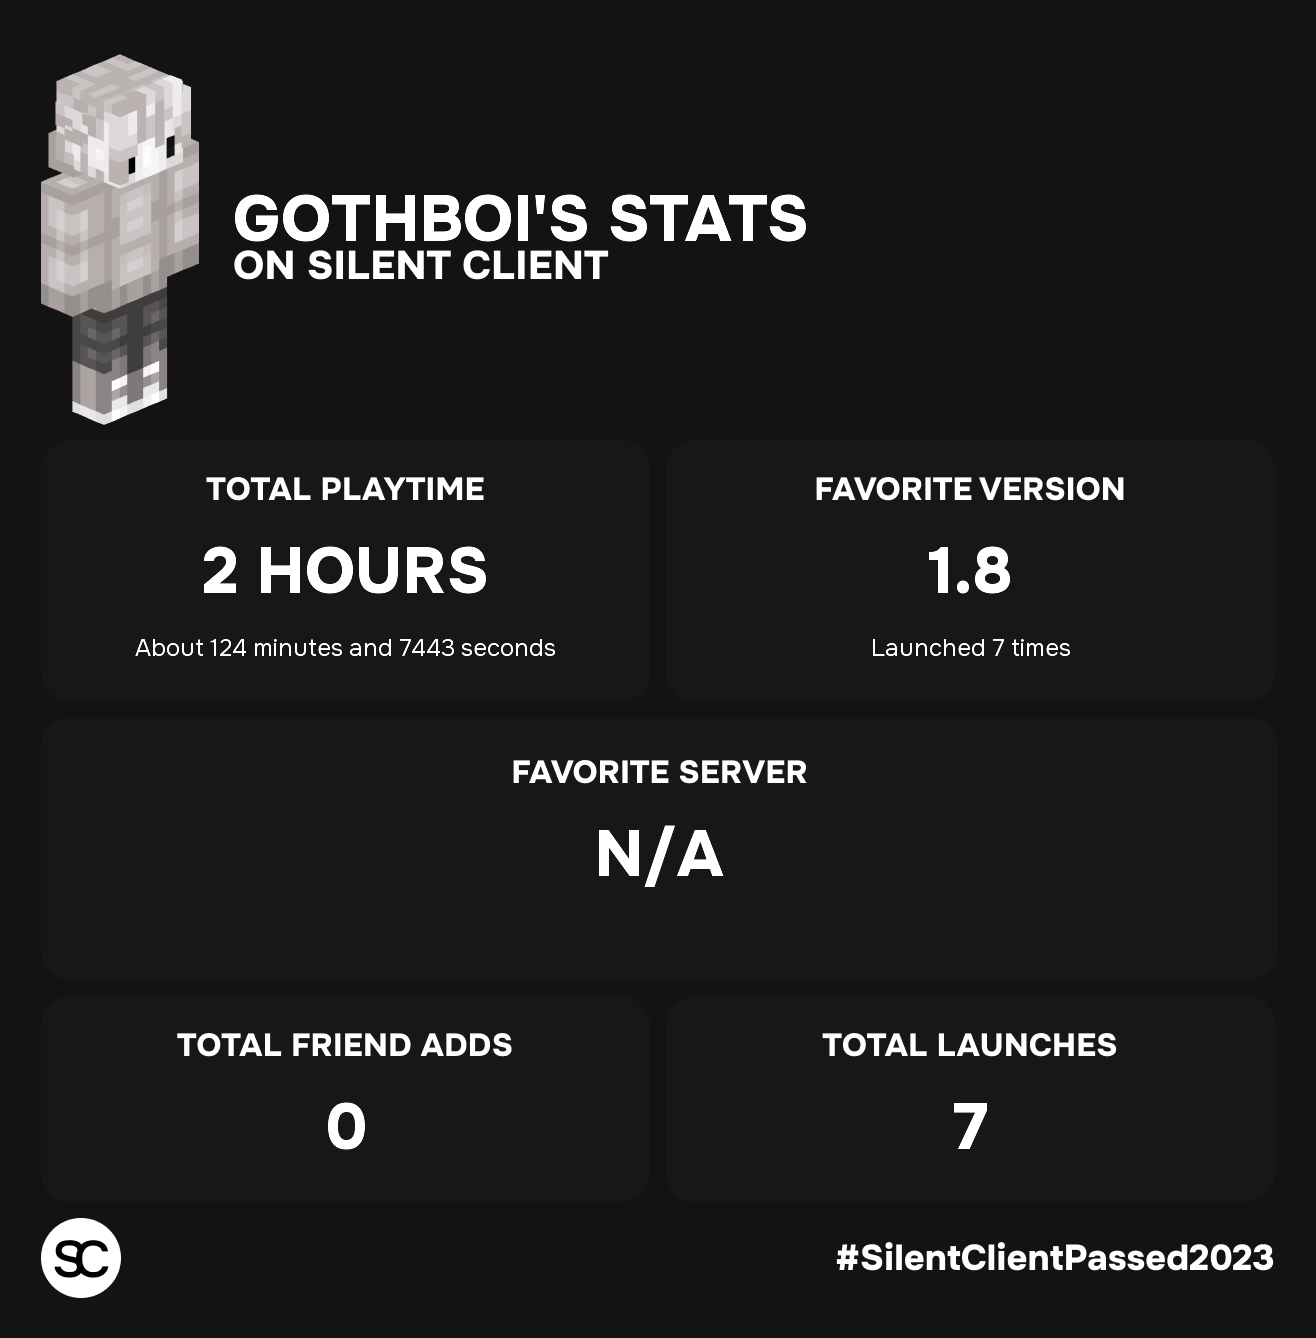 GOTHBOI'S STATS
ON SILENT CLIENT
TOTAL PLAYTIME
2 HOURS
About 124 minutes and 7443 seconds
FAVORITE VERSION
1.8
Launched 7 times
FAVORITE SERVER
N/A
TOTAL FRIEND ADDS
0
TOTAL LAUNCHES
7
SC
#SilentClientPassed2023